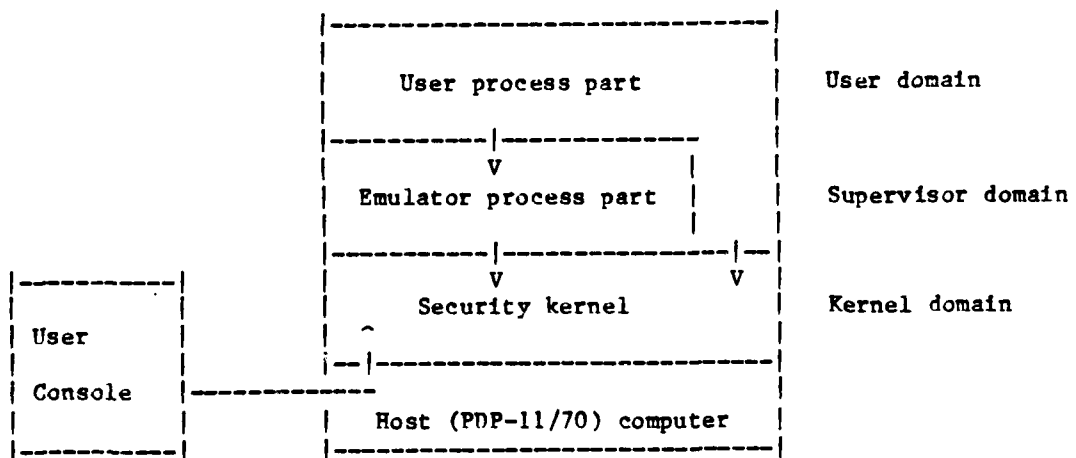 User process part User domain
V
Emulator process part Supervisor domain
V V
Security kernel Kernel domain
User
Console
Host (PDP-11/70) computer